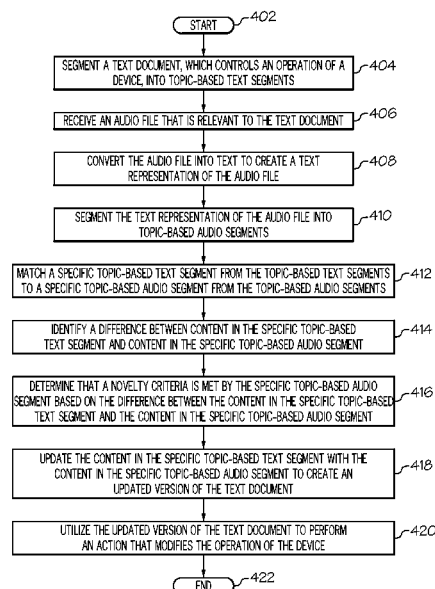 START
402
SEGMENT A TEXT DOCUMENT, WHICH CONTROLS AN OPERATION OF A
DEVICE, INTO TOPIC-BASED TEXT SEGMENTS
404
RECEIVE AN AUDIO FILE THAT IS RELEVANT TO THE TEXT DOCUMENT
406
CONVERT THE AUDIO FILE INTO TEXT TO CREATE A TEXT
REPRESENTATION OF THE AUDIO FILE
408
SEGMENT THE TEXT REPRESENTATION OF THE AUDIO FILE INTO
TOPIC-BASED AUDIO SEGMENTS
410
MATCH A SPECIFIC TOPIC-BASED TEXT SEGMENT FROM THE TOPIC-BASED TEXT SEGMENTS
TO A SPECIFIC TOPIC-BASED AUDIO SEGMENT FROM THE TOPIC-BASED AUDIO SEGMENTS
412
IDENTIFY A DIFFERENCE BETWEEN CONTENT IN THE SPECIFIC TOPIC-BASED
TEXT SEGMENT AND CONTENT IN THE SPECIFIC TOPIC-BASED AUDIO SEGMENT
414
DETERMINE THAT A NOVELTY CRITERIA IS MET BY THE SPECIFIC TOPIC-BASED AUDIO
SEGMENT BASED ON THE DIFFERENCE BETWEEN THE CONTENT IN THE SPECIFIC TOPIC-BASED
TEXT SEGMENT AND THE CONTENT IN THE SPECIFIC TOPIC-BASED AUDIO SEGMENT
416
UPDATE THE CONTENT IN THE SPECIFIC TOPIC-BASED TEXT SEGMENT WITH THE
CONTENT IN THE SPECIFIC TOPIC-BASED AUDIO SEGMENT TO CREATE AN
UPDATED VERSION OF THE TEXT DOCUMENT
418
UTILIZE THE UPDATED VERSION OF THE TEXT DOCUMENT TO PERFORM
AN ACTION THAT MODIFIES THE OPERATION OF THE DEVICE
420
END
422